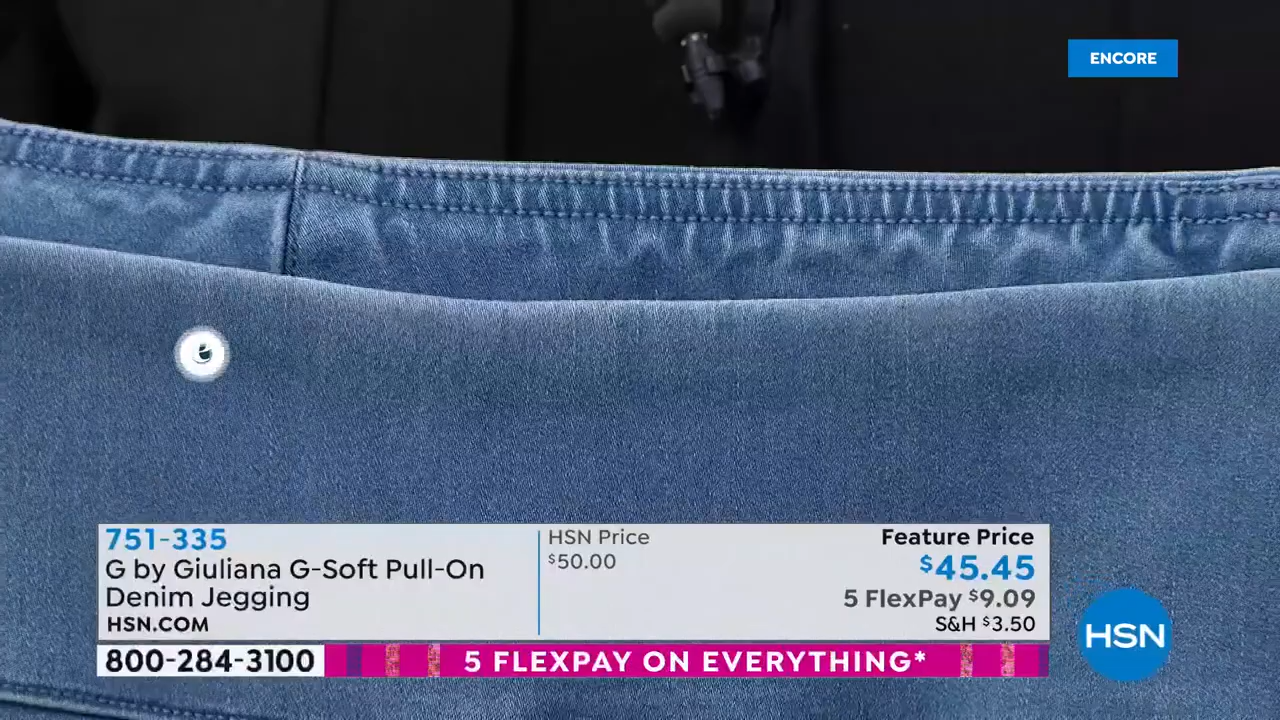 ENCORE
751-335
G by Giuliana G-Soft Pull-On
Denim Jegging
HSN.COM
HSN Price
$50.00
Feature Price
$45.45
5 FlexPay $9.09
S&H $3.50
800-284-3100
5 FLEXPAY ON EVERYTHING*
HSN